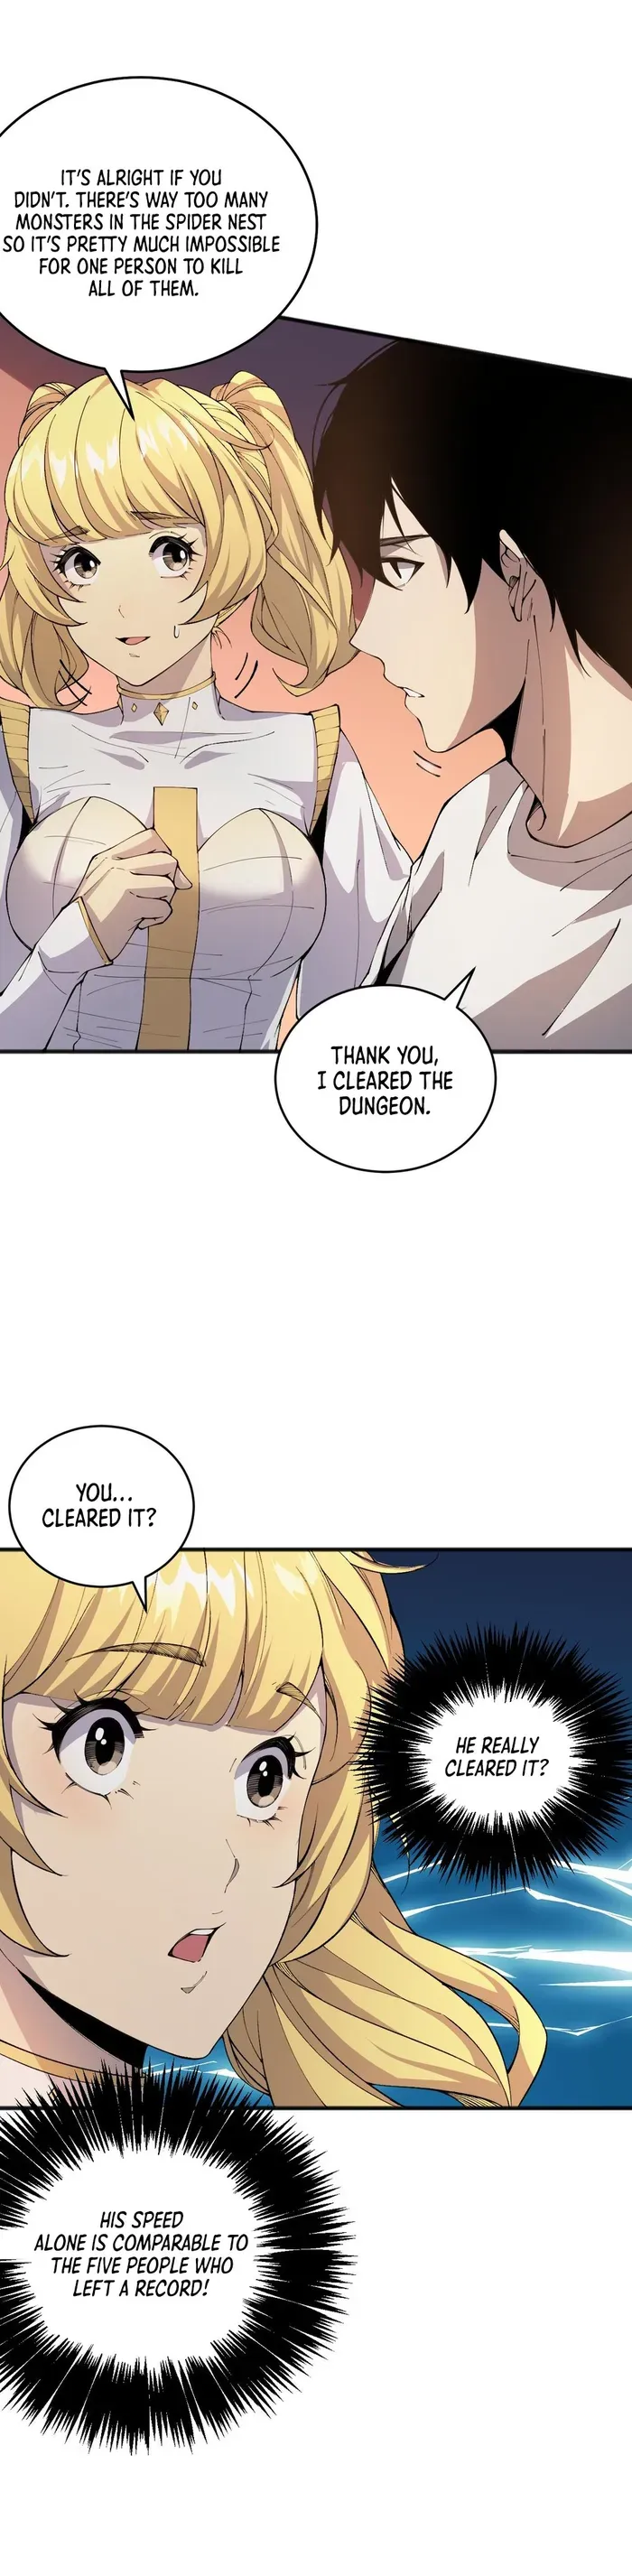 IT'S ALRIGHT IF YOU
DIDN'T. THERE'S WAY TOO MANY
MONSTERS IN THE SPIDER NEST
SO IT'S PRETTY MUCH IMPOSSIBLE
FOR ONE PERSON TO KILL
ALL OF THEM.
THANK YOU,
I CLEARED THE
DUNGEON.
YOU...
CLEARED IT?
HE REALLY
CLEARED IT?
HIS SPEED
ALONE IS COMPARABLE TO
THE FIVE PEOPLE WHO
LEFT A RECORD!